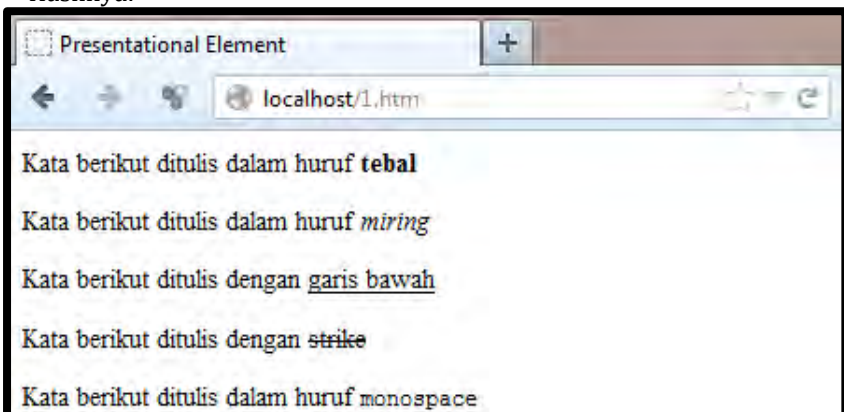 Presentational Element
localhost/1.htm
Kata berikut ditulis dalam huruf tebal
Kata berikut ditulis dalam huruf miring
Kata berikut ditulis dengan garis bawah
Kata berikut ditulis dengan strike
Kata berikut ditulis dalam huruf monospace